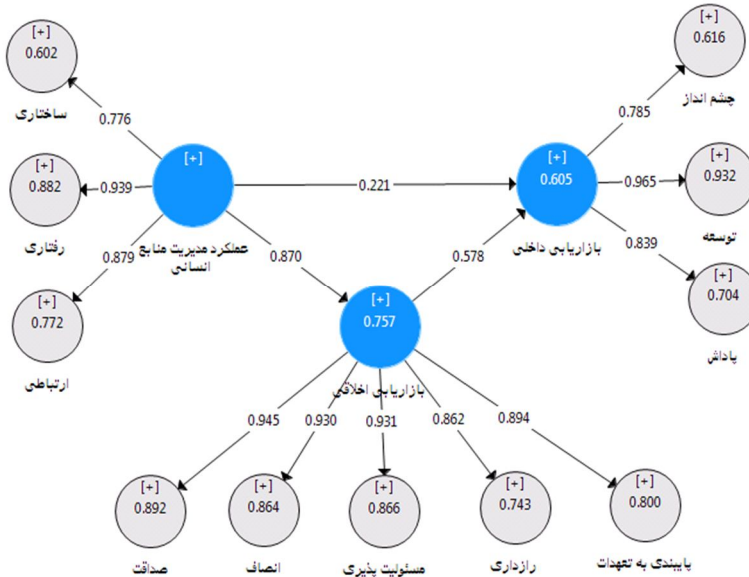 [+]
0.602
ساختاری
[+]
0.616
چشم انداز
0.776
0.785
[+]
[+]
0.882
رفتاری
0.939
0.221
[+]
0.605
0.965
[+]
0.932
توسعه
عملکرد مدیریت منابع
انسانی
بازاریابی داخلی
0.879
0.870
0.578
0.839
[+]
0.772
ارتباطی
[+]
0.757
بازاریابی اخلاقی
[+]
0.704
پاداش
0.945
0.930
0.931
0.862
0.894
[+]
0.892
صداقت
[+]
0.864
انصاف
[+]
0.866
مسئولیت پذیری
[+]
0.743
رازداری
[+]
0.800
پایبندی به تعهدات